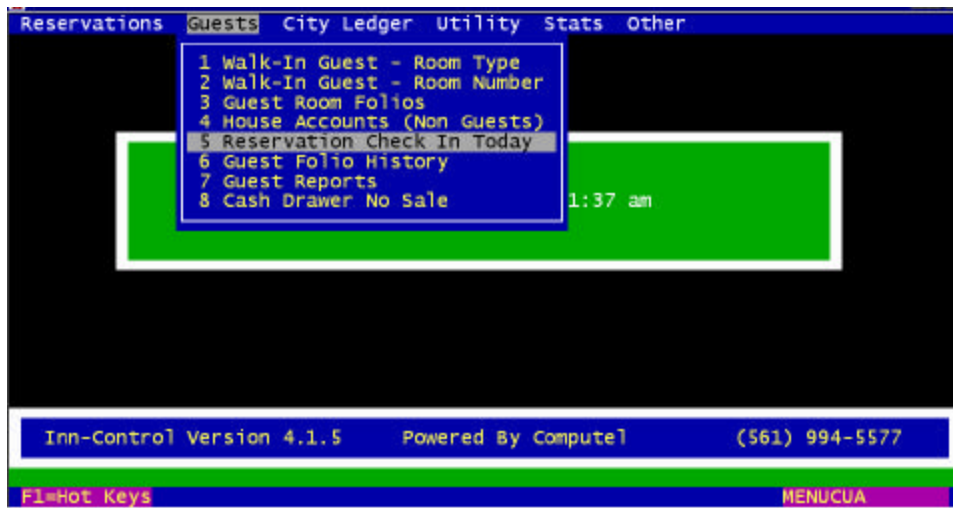 Reservations Guests City Ledger Utility Stats Other
1 Walk-In Guest - Room Type
2 Walk-In Guest - Room Number
3 Guest Room Folios
4 House Accounts (Non Guests)
5 Reservation Check In Today
6 Guest Folio History
7 Guest Reports
8 Cash Drawer No Sale
1:37 am
Inn-Control Version 4.1.5 Powered By Computel (561) 994-5577
F1=Hot Keys MENUCUA